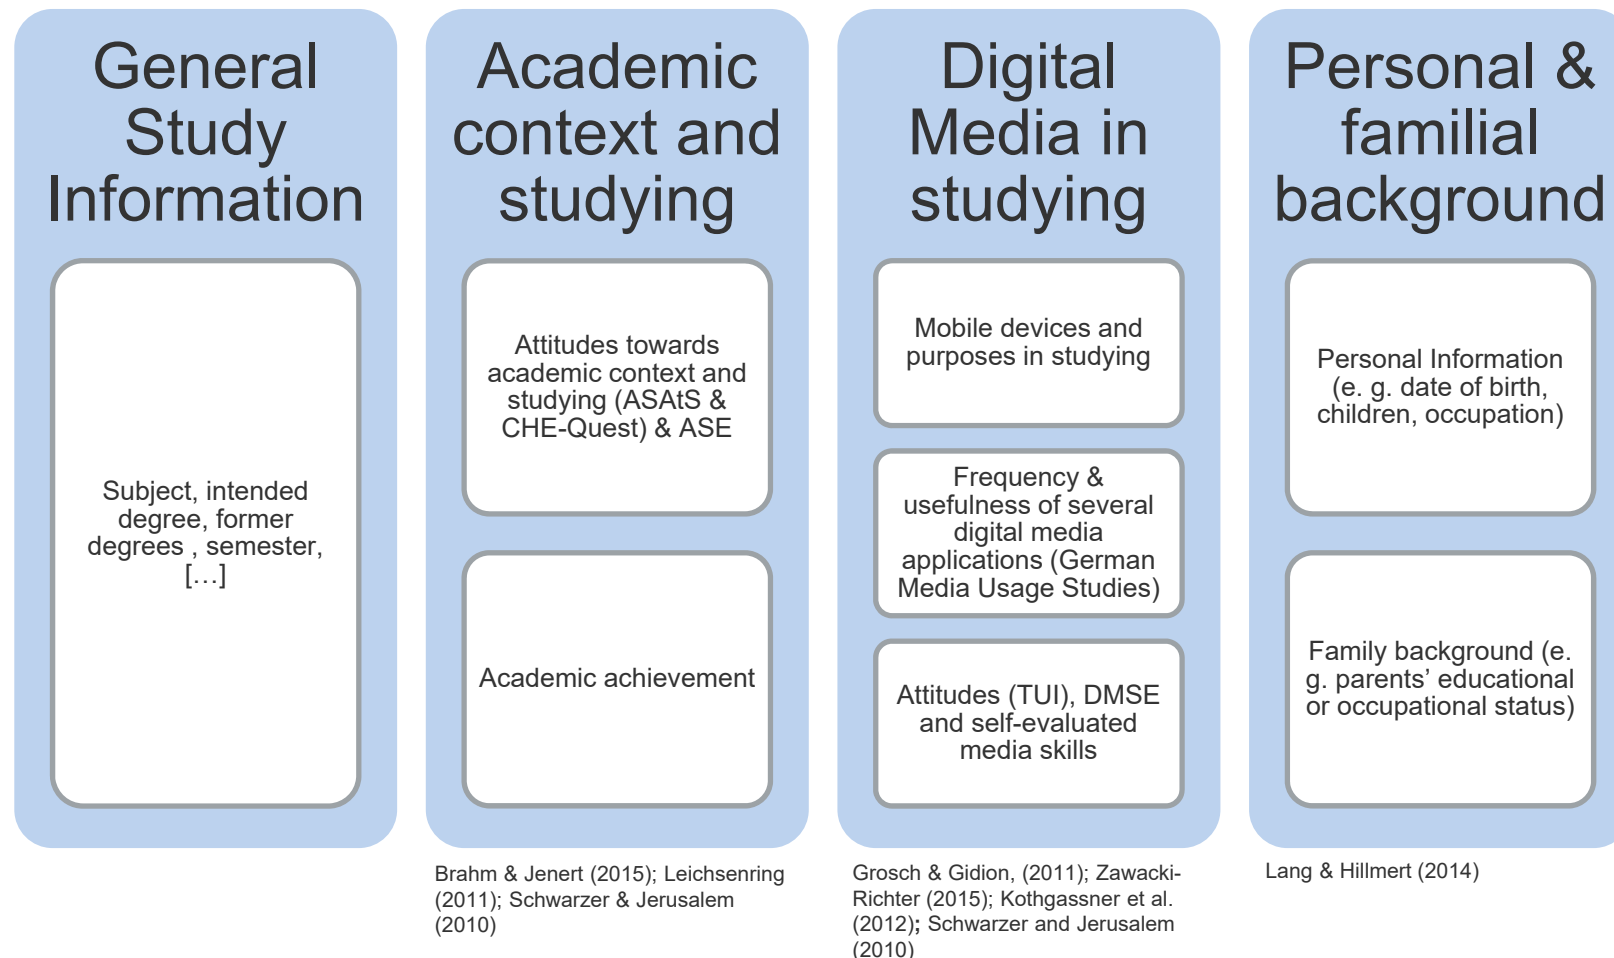 General
Study
Information
Subject, intended
degree, former
degrees , semester,
[…]
Academic
context and
studying
Attitudes towards
academic context and
studying (ASAtS &
CHE-Quest) & ASE
Academic achievement
Brahm & Jenert (2015); Leichsenring
(2011); Schwarzer & Jerusalem
(2010)
Digital
Media in
studying
Mobile devices and
purposes in studying
Frequency &
usefulness of several
digital media
applications (German
Media Usage Studies)
Attitudes (TUI), DMSE
and self-evaluated
media skills
Grosch & Gidion, (2011); Zawacki-
Richter (2015); Kothgassner et al.
(2012); Schwarzer and Jerusalem
(2010)
Personal &
familial
background
Personal Information
(e. g. date of birth,
children, occupation)
Family background (e.
g. parents’ educational
or occupational status)
Lang & Hillmert (2014)